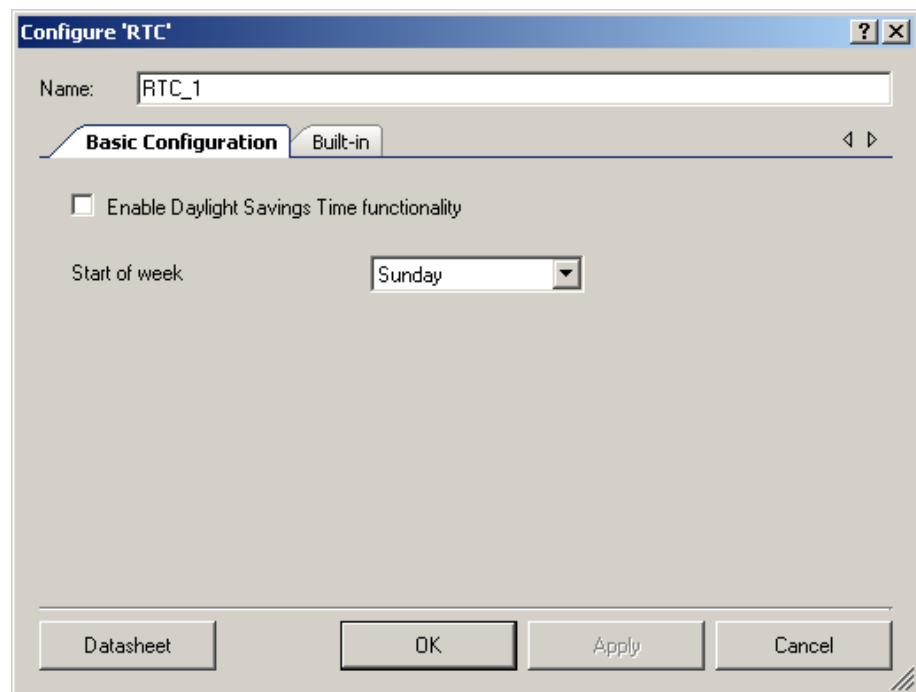 Configure 'RTC'
Name: RTC_1
Basic Configuration Built-in
Enable Daylight Savings Time functionality
Start of week Sunday
Datasheet OK Apply Cancel